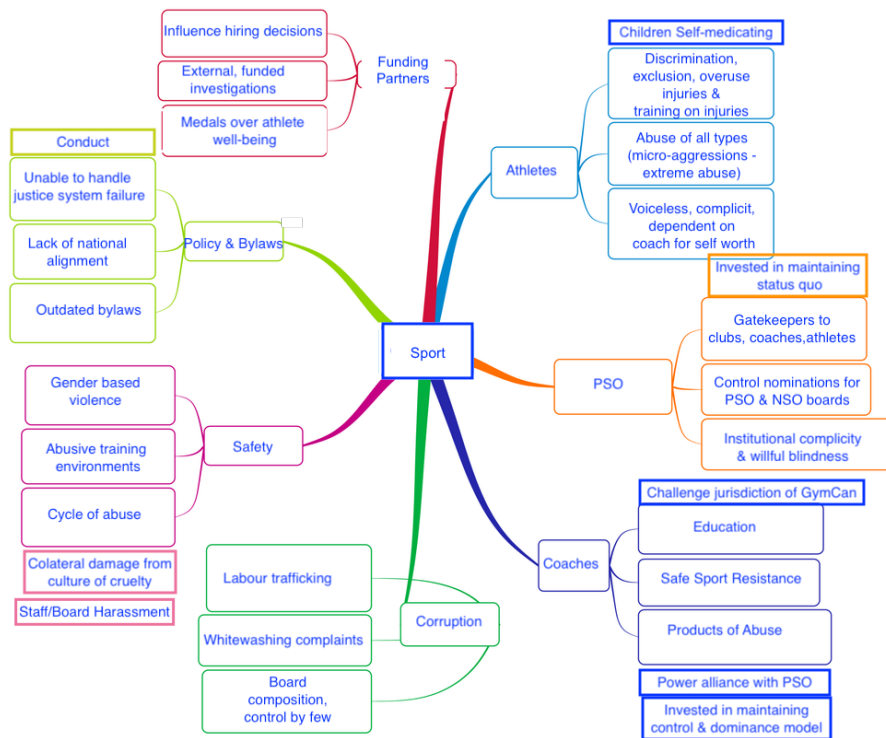 Influence hiring decisions
External, funded
investigations
Medals over athlete
well-being
Funding
Partners
Children Self-medicating
Discrimination,
exclusion, overuse
injuries &
training on injuries
Abuse of all types
(micro-aggressions -
extreme abuse)
Voiceless, complicit,
dependent on
coach for self worth
Athletes
Conduct
Unable to handle
justice system failure
Lack of national
alignment
Outdated bylaws
Policy & Bylaws
Sport
Invested in maintaining
status quo
Gatekeepers to
clubs, coaches,athletes
Control nominations for
PSO & NSO boards
Institutional complicity
& willful blindness
PSO
Gender based
violence
Abusive training
environments
Cycle of abuse
Safety
Colateral damage from
culture of cruelty
Staff/Board Harassment
Challenge jurisdiction of GymCan
Education
Safe Sport Resistance
Products of Abuse
Coaches
Power alliance with PSO
Invested in maintaining
control & dominance model
Labour trafficking
Whitewashing complaints
Board
composition,
control by few
Corruption